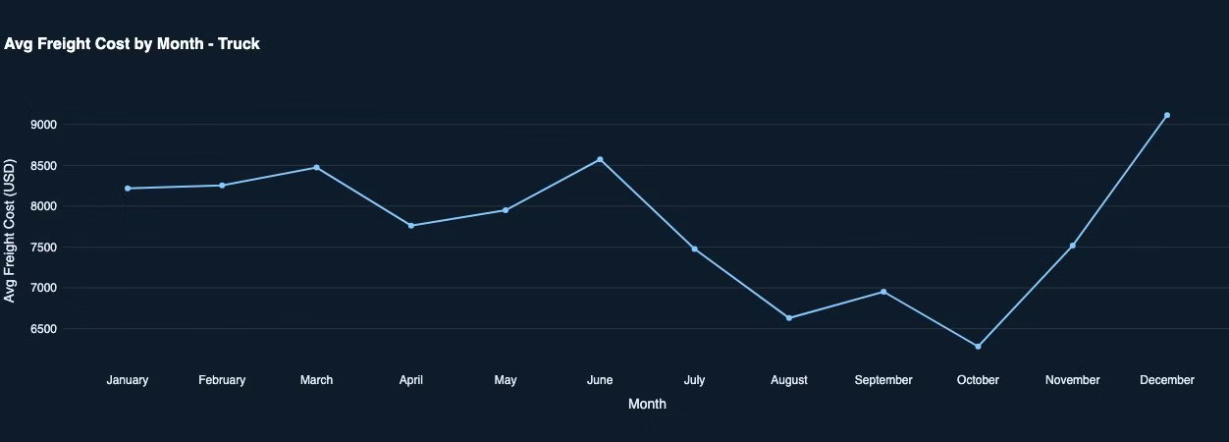 Avg Freight Cost by Month - Truck
Avg Freight Cost (USD)
9000
8500
8000
7500
7000
6500
January February March April May June July August September October November December
Month